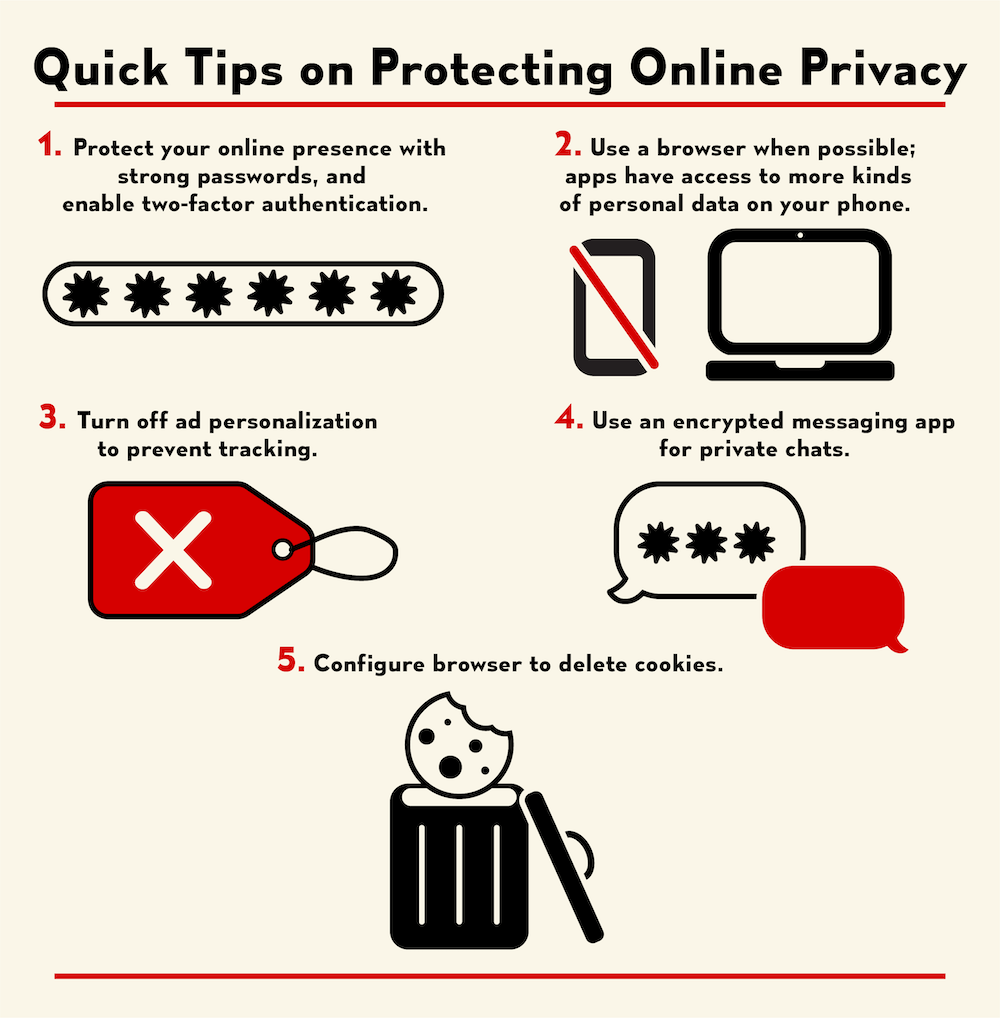 Quick Tips on Protecting Online Privacy
1. Protect your online presence with
strong passwords, and
enable two-factor authentication.
2. Use a browser when possible;
apps have access to more kinds
of personal data on your phone.
3. Turn off ad personalization
to prevent tracking.
4. Use an encrypted messaging app
for private chats.
5. Configure browser to delete cookies.